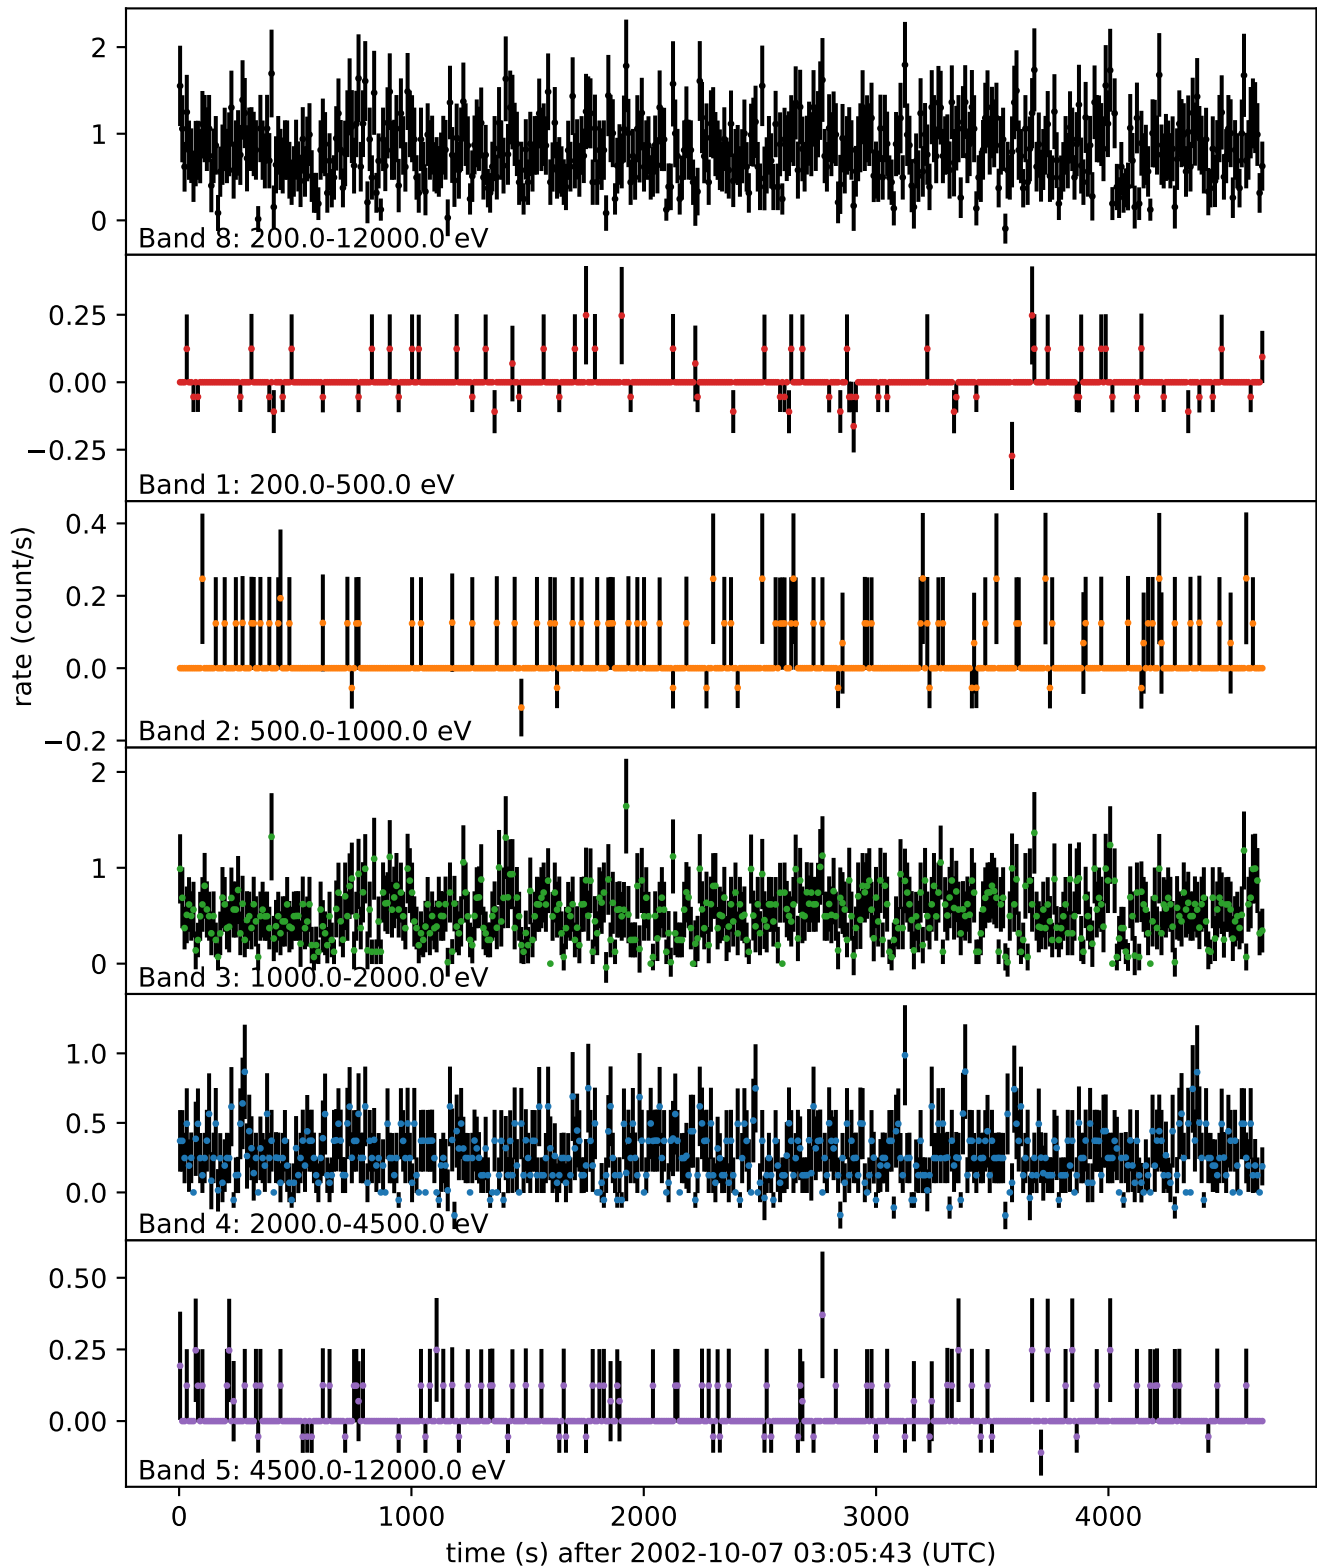 2
1
0
Band 8: 200.0-12000.0 eV
0.25
0.00
−0.25
Band 1: 200.0-500.0 eV
0.4
0.2
0.0
−0.2
Band 2: 500.0-1000.0 eV
rate (count/s)
2
1
0
Band 3: 1000.0-2000.0 eV
1.0
0.5
0.0
Band 4: 2000.0-4500.0 eV
0.50
0.25
0.00
Band 5: 4500.0-12000.0 eV
0 1000 2000 3000 4000
time (s) after 2002-10-07 03:05:43 (UTC)